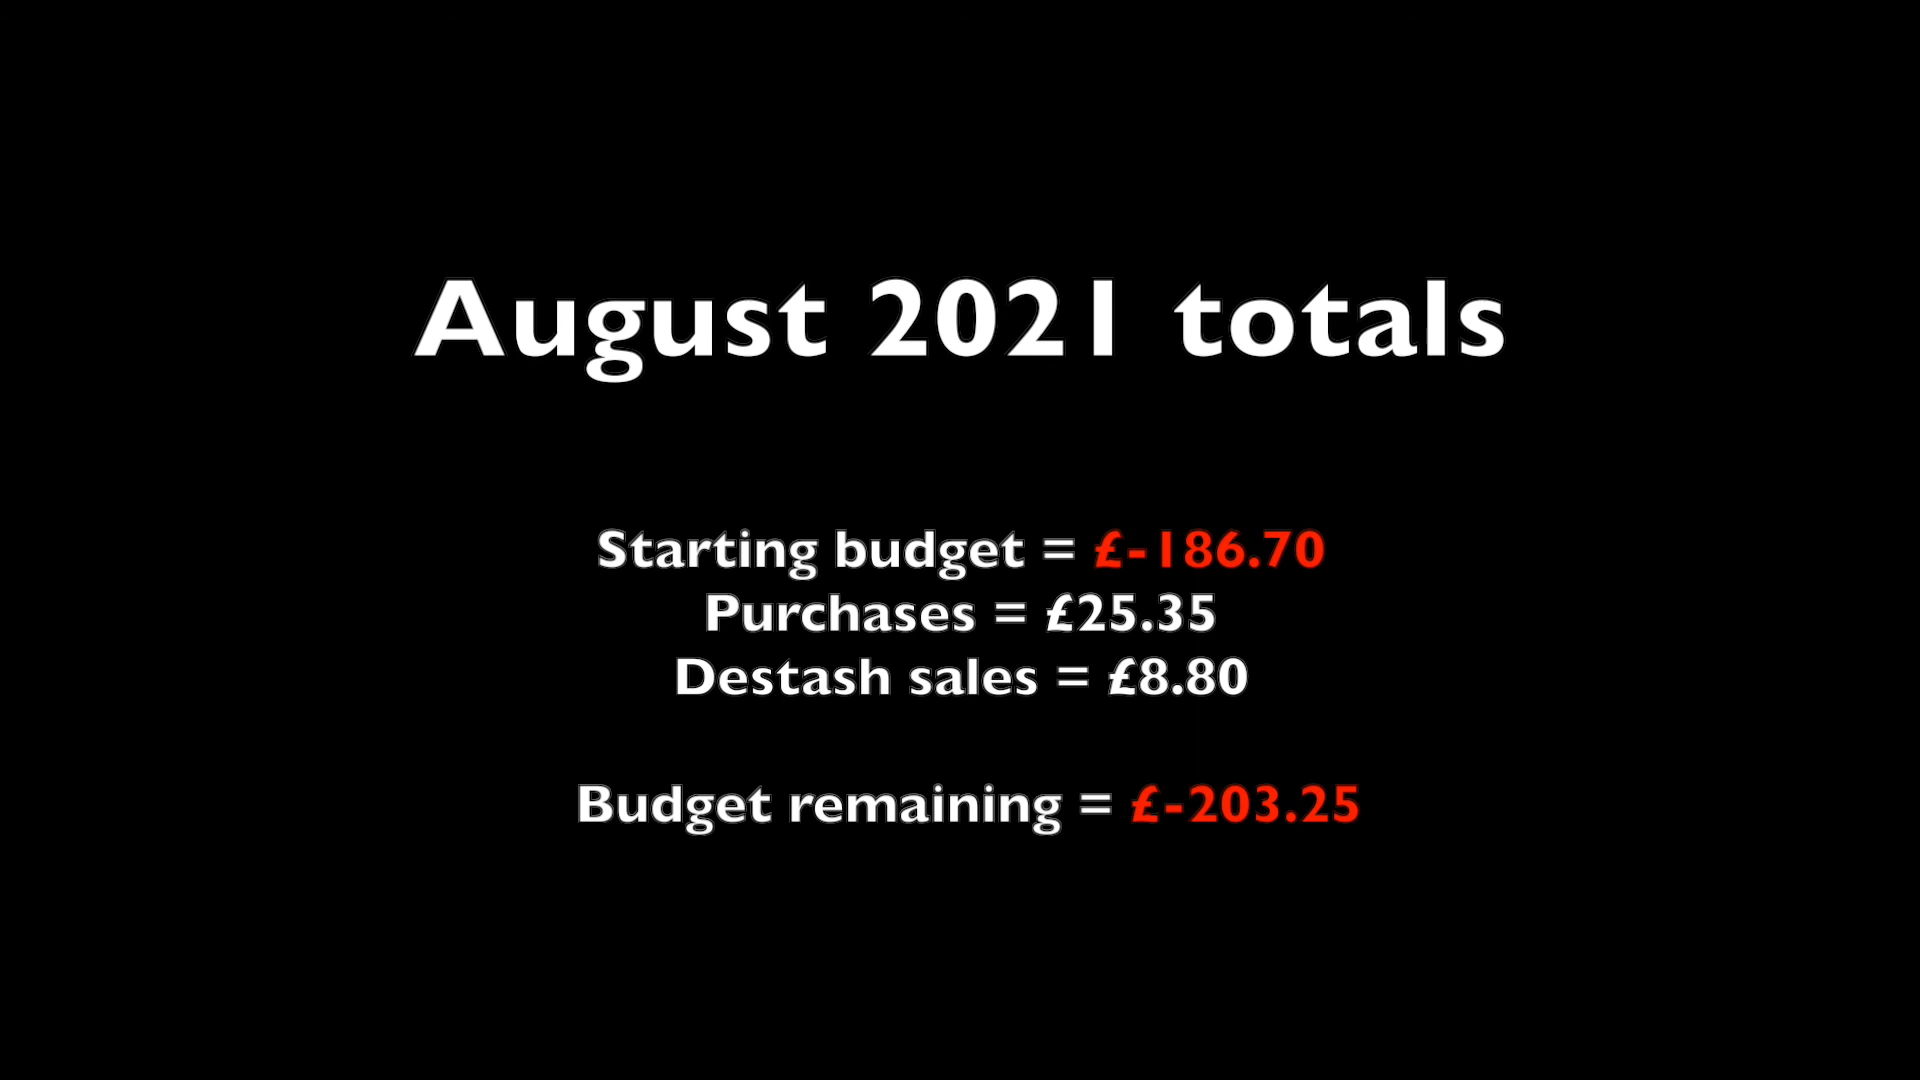 August 2021 totals
Starting budget = £-186.70
Purchases = £25.35
Destash sales = £8.80
Budget remaining = £-203.25